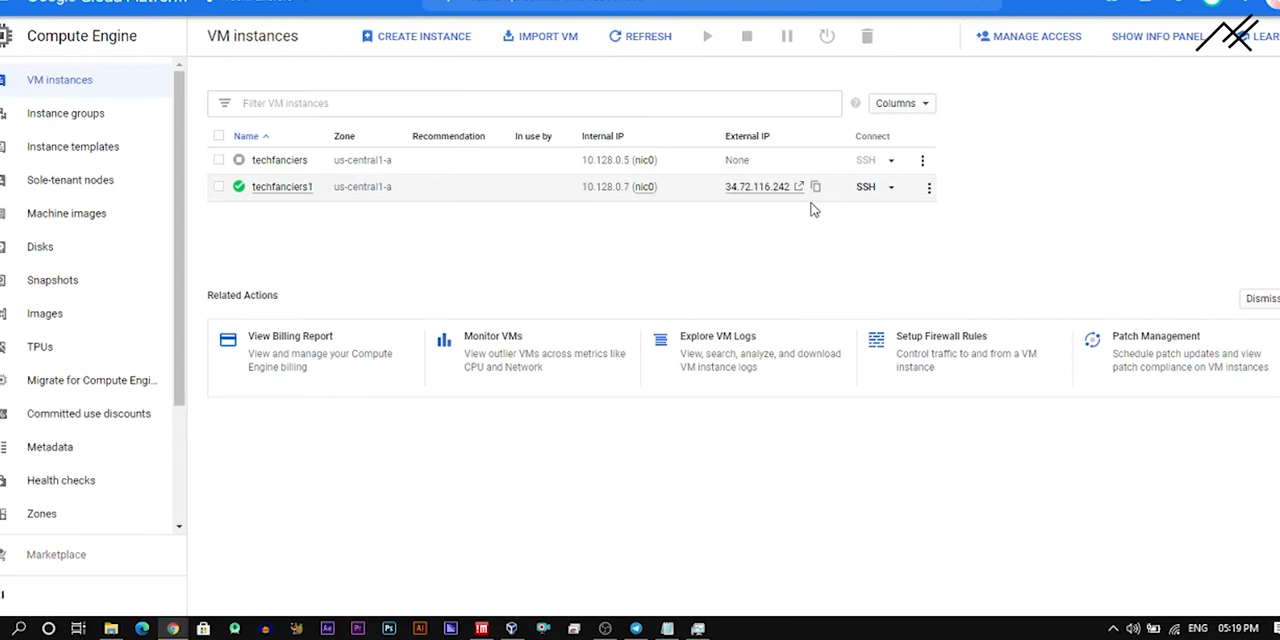 Compute Engine
VM instances
CREATE INSTANCE
IMPORT VM
REFRESH
MANAGE ACCESS
SHOW INFO PANEL
LEAR
VM instances
Instance groups
Instance templates
Sole-tenant nodes
Machine images
Disks
Snapshots
Images
TPUs
Migrate for Compute Engi...
Committed use discounts
Metadata
Health checks
Zones
Marketplace
Filter VM instances
Columns
Name
Zone
Recommendation
In use by
Internal IP
External IP
Connect
techfanciers
us-central1-a
10.128.0.5 (nic0)
None
SSH
techfanciers1
us-central1-a
10.128.0.7 (nic0)
34.72.116.242
SSH
Related Actions
Dismiss
View Billing Report
View and manage your Compute
Engine billing
Monitor VMs
View outlier VMs across metrics like
CPU and Network
Explore VM Logs
View, search, analyze, and download
VM instance logs
Setup Firewall Rules
Control traffic to and from a VM
instance
Patch Management
Schedule patch updates and view
patch compliance on VM instances
Ae
Pr
Ps
Ai
ENG
05:19 PM